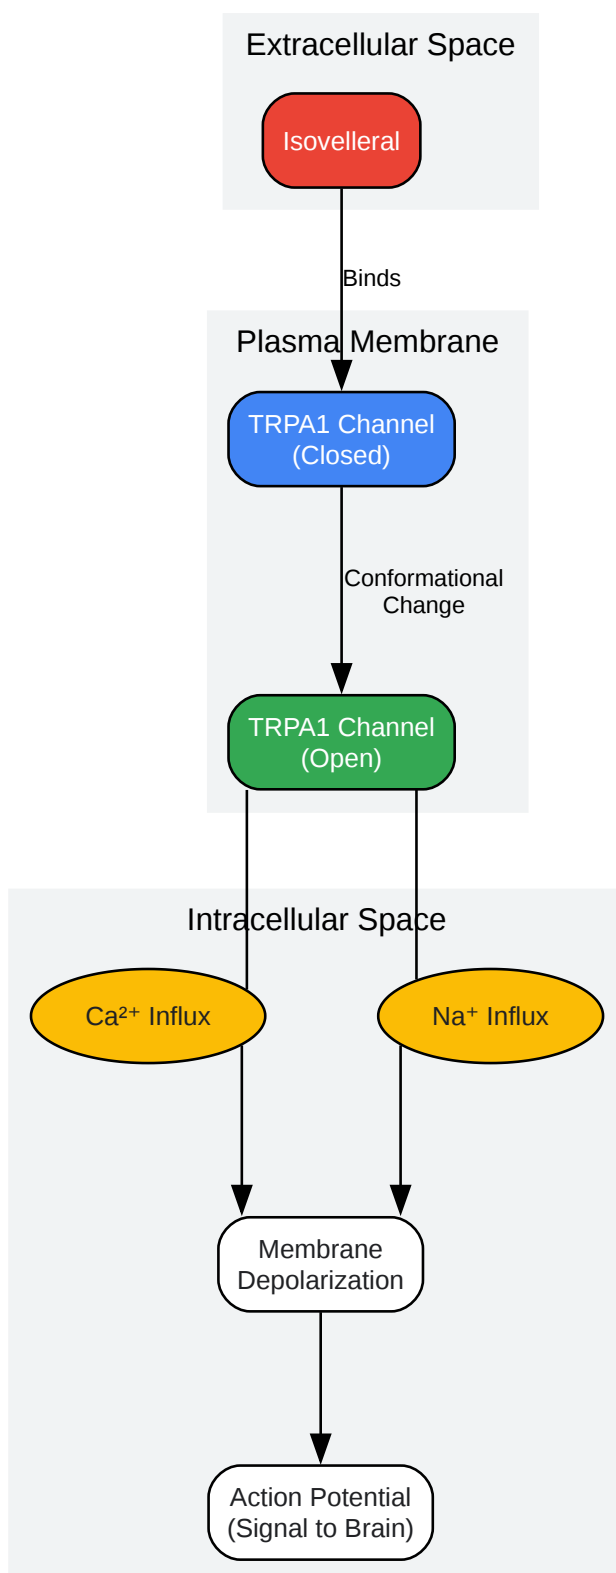 Extracellular Space
Isovelleral
Binds
Plasma Membrane
TRPA1 Channel
(Closed)
Conformational
Change
TRPA1 Channel
(Open)
Intracellular Space
Ca²⁺ Influx
Na⁺ Influx
Membrane
Depolarization
Action Potential
(Signal to Brain)